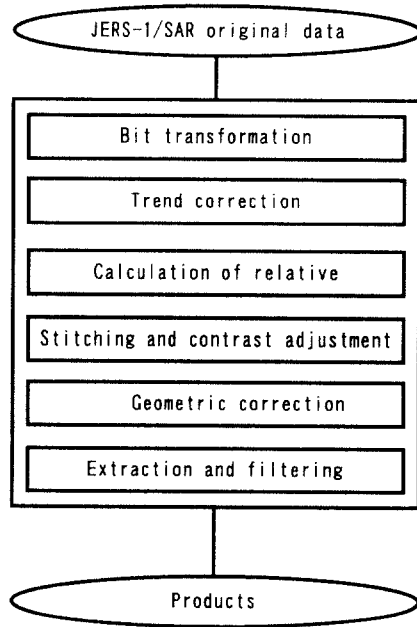 JERS-1/SAR original data
Bit transformation
Trend correction
Calculation of relative
Stitching and contrast adjustment
Geometric correction
Extraction and filtering
Products